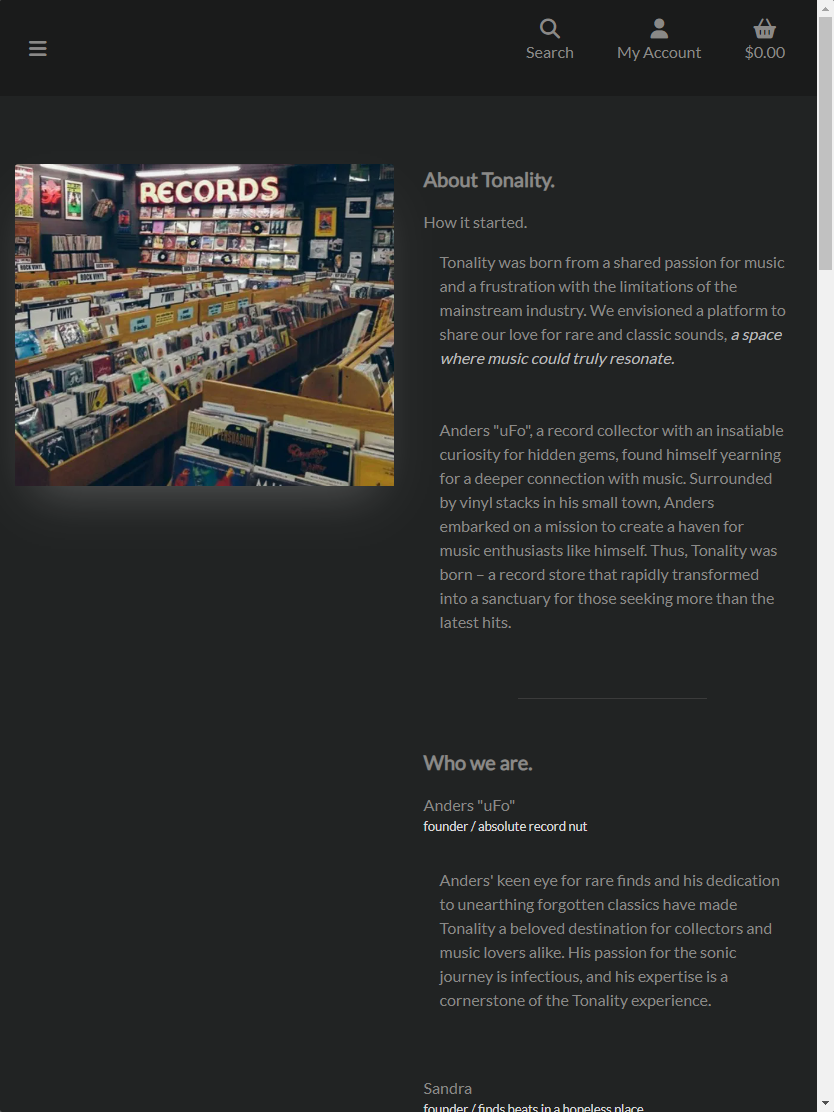 Search
My Account
$0.00
RECORDS
ROCK VINYL
ROCK VINYL
7" VINYL
7" VINYL
FRIENDLY PERSUASION
About Tonality.
How it started.
Tonality was born from a shared passion for music
and a frustration with the limitations of the
mainstream industry. We envisioned a platform to
share our love for rare and classic sounds, a space
where music could truly resonate.
Anders "uFo", a record collector with an insatiable
curiosity for hidden gems, found himself yearning
for a deeper connection with music. Surrounded
by vinyl stacks in his small town, Anders
embarked on a mission to create a haven for
music enthusiasts like himself. Thus, Tonality was
born – a record store that rapidly transformed
into a sanctuary for those seeking more than the
latest hits.
Who we are.
Anders "uFo"
founder / absolute record nut
Anders' keen eye for rare finds and his dedication
to unearthing forgotten classics have made
Tonality a beloved destination for collectors and
music lovers alike. His passion for the sonic
journey is infectious, and his expertise is a
cornerstone of the Tonality experience.
Sandra
founder / finds beats in a hopeless place